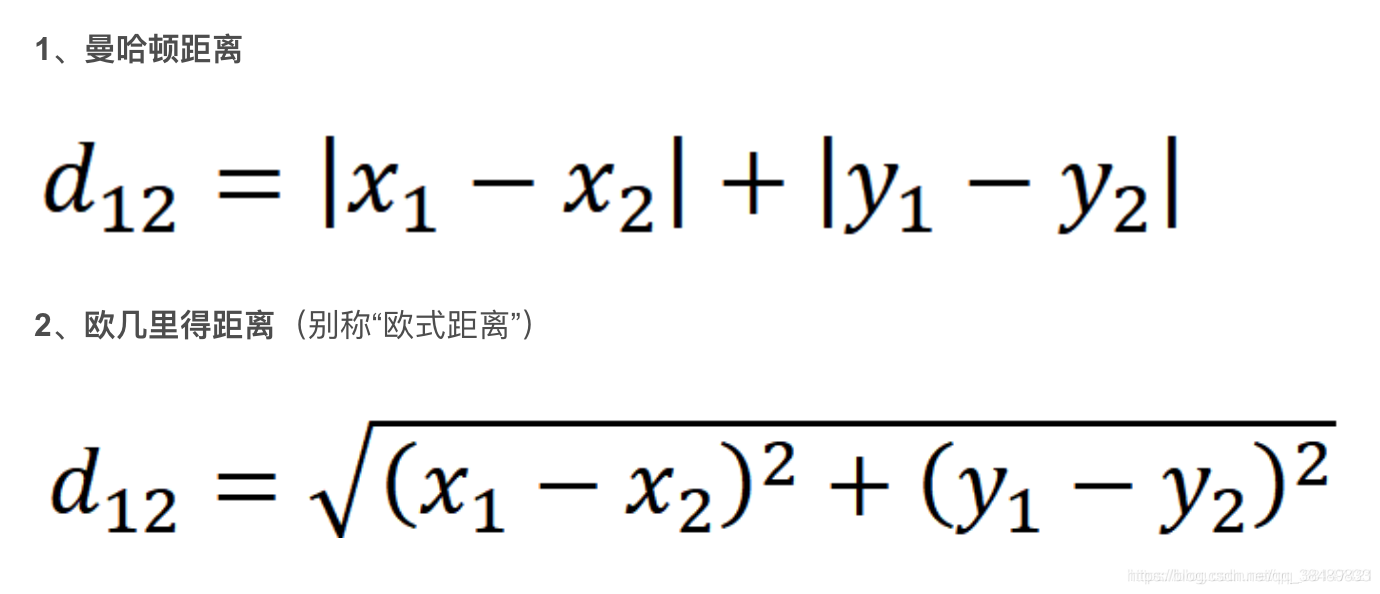 1、曼哈顿距离
d₁₂ = |x₁ − x₂| + |y₁ − y₂|
2、欧几里得距离（别称“欧式距离”）
d₁₂ = √(x₁ − x₂)² + (y₁ − y₂)²